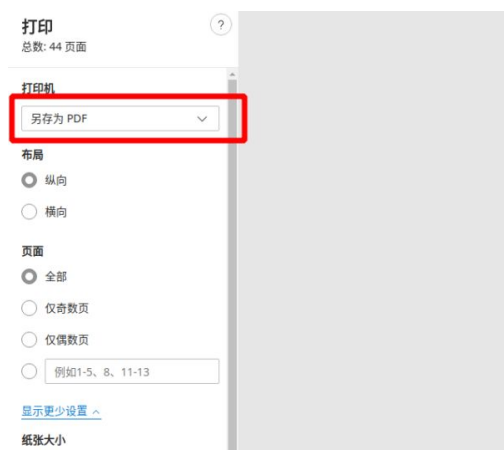 打印
?
总数: 44 页面
打印机
另存为 PDF
布局
纵向
横向
页面
全部
仅奇数页
仅偶数页
例如1-5、8、11-13
显示更少设置
纸张大小